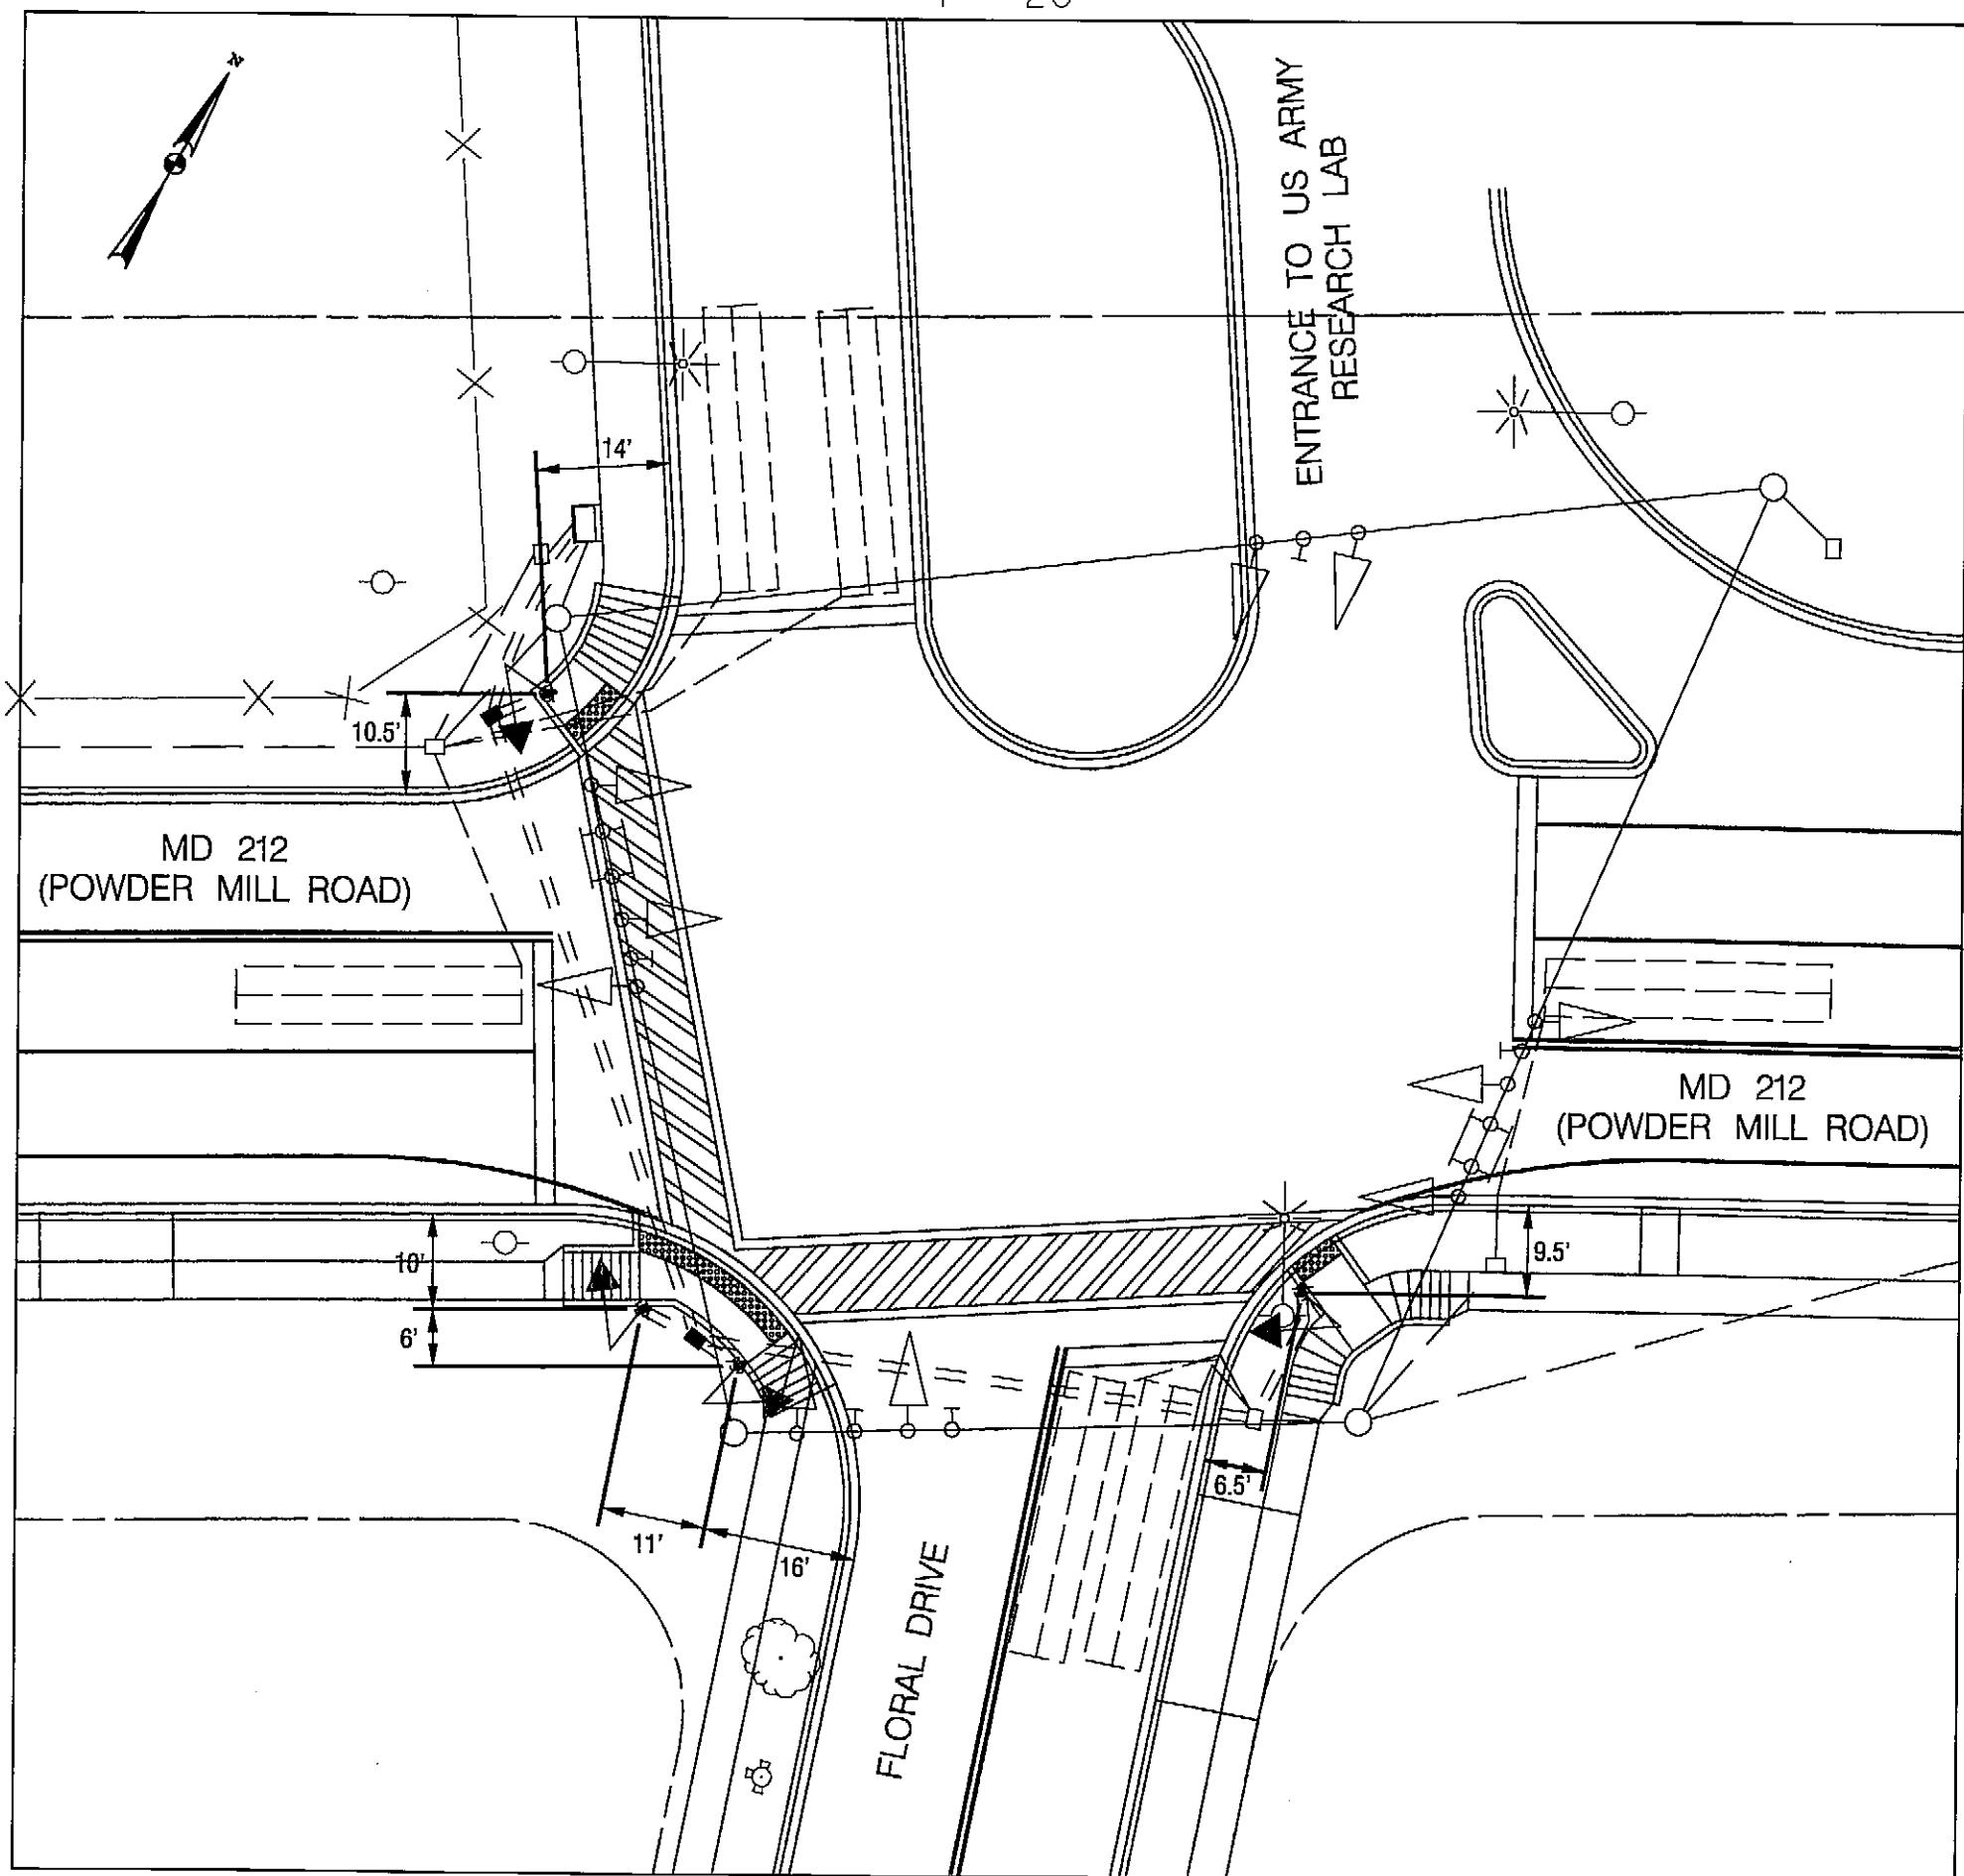 N
ENTRANCE TO US ARMY
RESEARCH LAB
14'
10.5'
MD 212
(POWDER MILL ROAD)
MD 212
(POWDER MILL ROAD)
10'
9.5'
6'
6.5'
11'
16'
FLORAL DRIVE